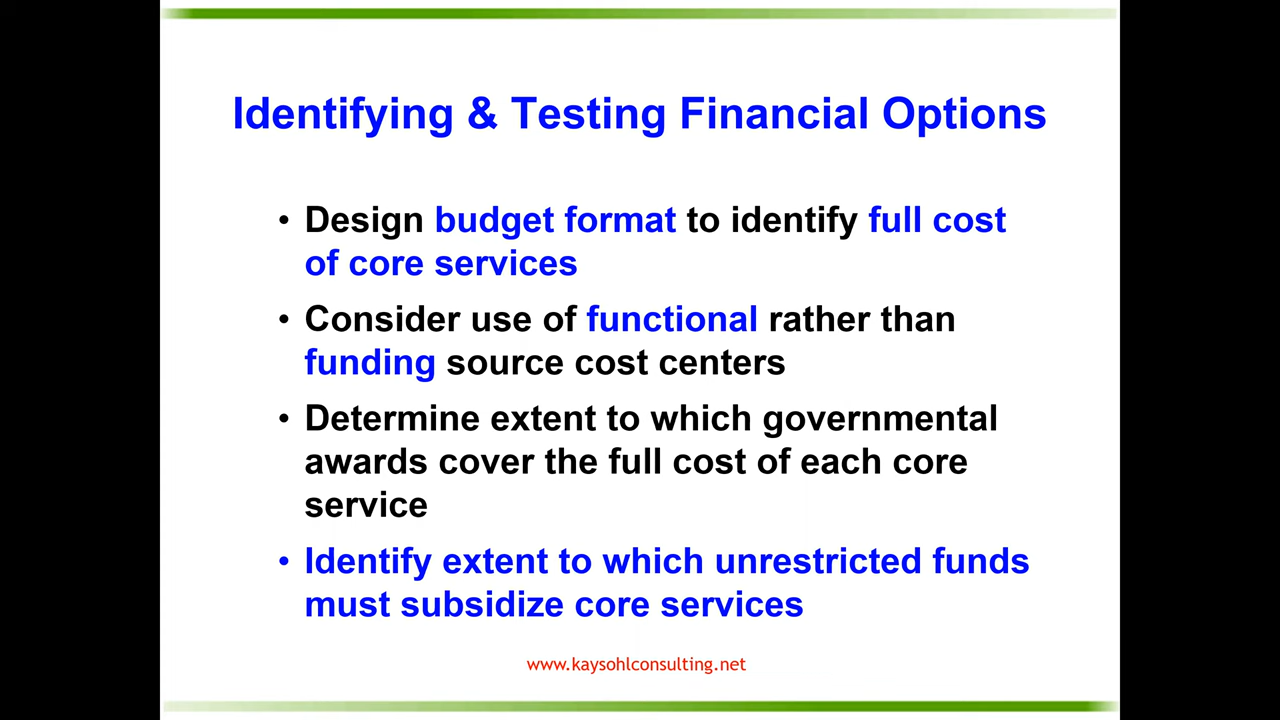 Identifying & Testing Financial Options
• Design budget format to identify full cost
of core services
• Consider use of functional rather than
funding source cost centers
• Determine extent to which governmental
awards cover the full cost of each core
service
• Identify extent to which unrestricted funds
must subsidize core services
www.kaysohlconsulting.net